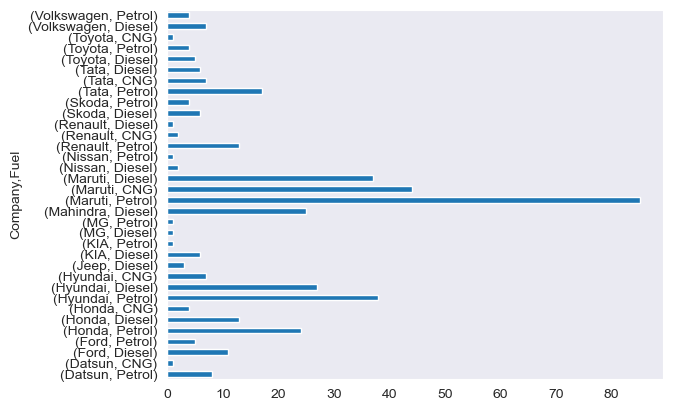 (Volkswagen, Petrol)
(Volkswagen, Diesel)
(Toyota, CNG)
(Toyota, Petrol)
(Toyota, Diesel)
(Tata, Diesel)
(Tata, CNG)
(Tata, Petrol)
(Skoda, Petrol)
(Skoda, Diesel)
(Renault, Diesel)
(Renault, CNG)
(Renault, Petrol)
(Nissan, Petrol)
(Nissan, Diesel)
(Maruti, Diesel)
(Maruti, CNG)
(Maruti, Petrol)
(Mahindra, Diesel)
(MG, Petrol)
(MG, Diesel)
(KIA, Petrol)
(KIA, Diesel)
(Jeep, Diesel)
(Hyundai, CNG)
(Hyundai, Diesel)
(Hyundai, Petrol)
(Honda, CNG)
(Honda, Diesel)
(Honda, Petrol)
(Ford, Petrol)
(Ford, Diesel)
(Datsun, CNG)
(Datsun, Petrol)
Company,Fuel
0 10 20 30 40 50 60 70 80